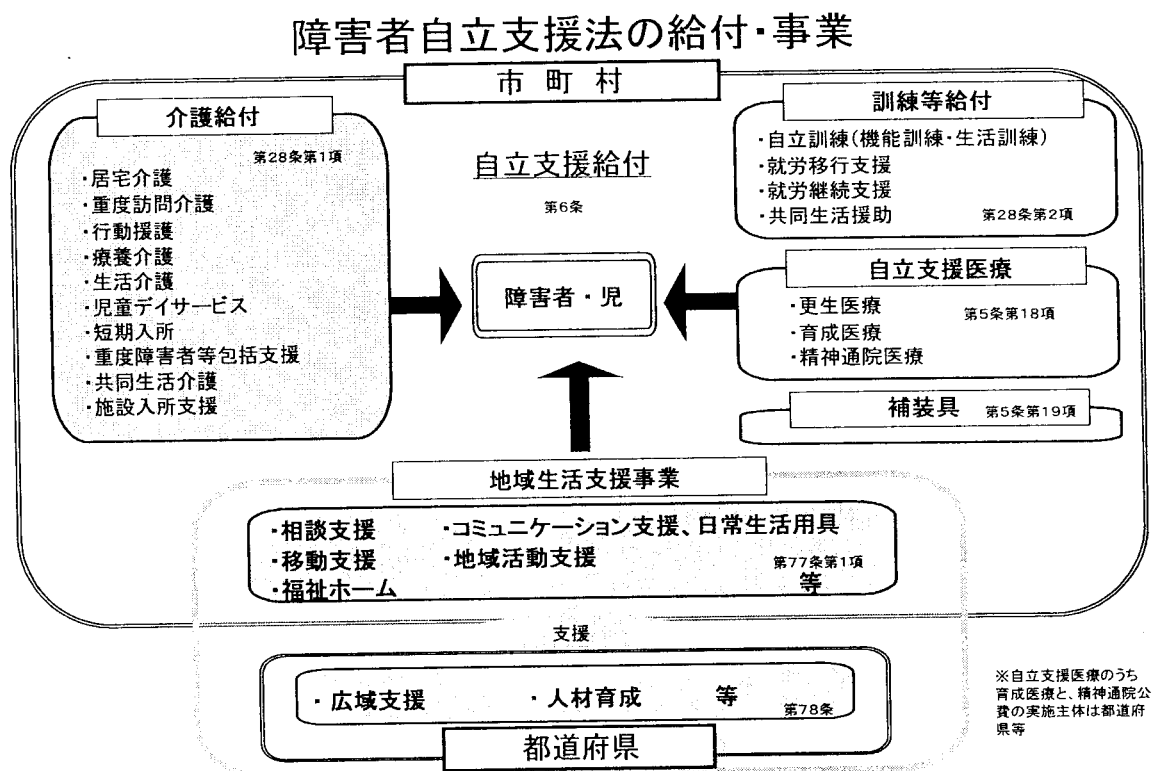 障害者自立支援法の給付・事業
市町村
介護給付
第28条第1項
・居宅介護
・重度訪問介護
・行動援護
・療養介護
・生活介護
・児童デイサービス
・短期入所
・重度障害者等包括支援
・共同生活介護
・施設入所支援
自立支援給付
第6条
障害者・児
訓練等給付
・自立訓練(機能訓練・生活訓練)
・就労移行支援
・就労継続支援
・共同生活援助 第28条第2項
自立支援医療
・更生医療 第5条第18項
・育成医療
・精神通院医療
補装具 第5条第19項
地域生活支援事業
・相談支援 ・コミュニケーション支援、日常生活用具
・移動支援 ・地域活動支援 第77条第1項
・福祉ホーム 等
支援
・広域支援 ・人材育成 等
第78条
都道府県
※自立支援医療のうち
育成医療と、精神通院公
費の実施主体は都道府
県等